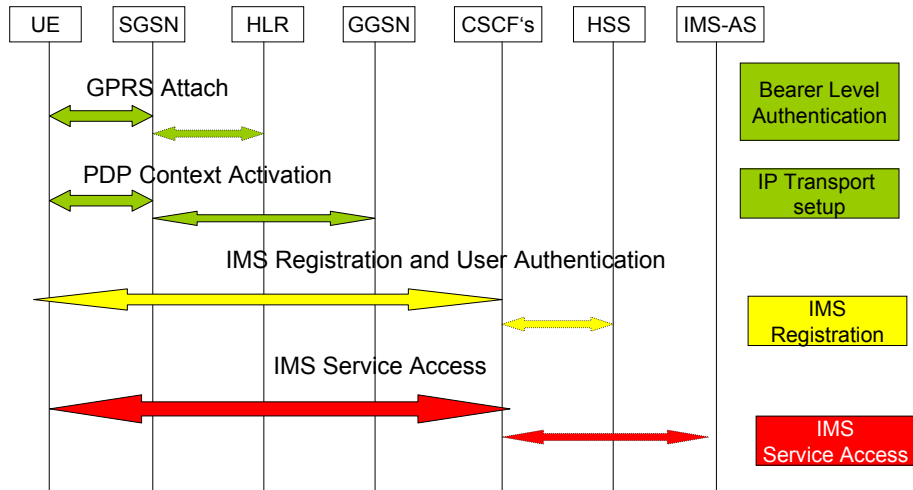 UE SGSN HLR GGSN CSCF‘s HSS IMS-AS
GPRS Attach
Bearer Level
Authentication
PDP Context Activation
IP Transport
setup
IMS Registration and User Authentication
IMS
Registration
IMS Service Access
IMS
Service Access